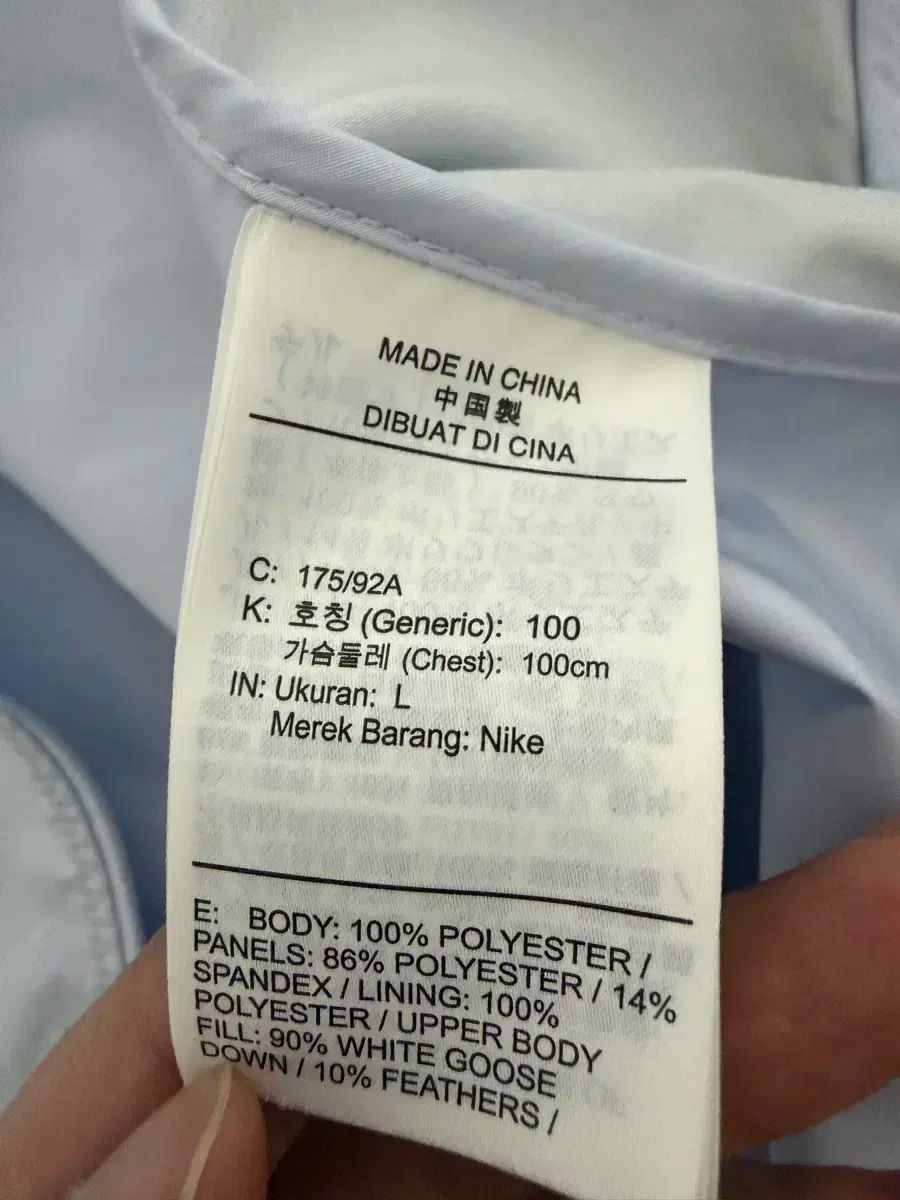 MADE IN CHINA
中国製
DIBUAT DI CINA
C: 175/92A
K: 호칭 (Generic): 100
가슴둘레 (Chest): 100cm
IN: Ukuran: L
Merek Barang: Nike
E: BODY: 100% POLYESTER /
PANELS: 86% POLYESTER / 14%
SPANDEX / LINING: 100%
POLYESTER / UPPER BODY
FILL: 90% WHITE GOOSE
DOWN / 10% FEATHERS /